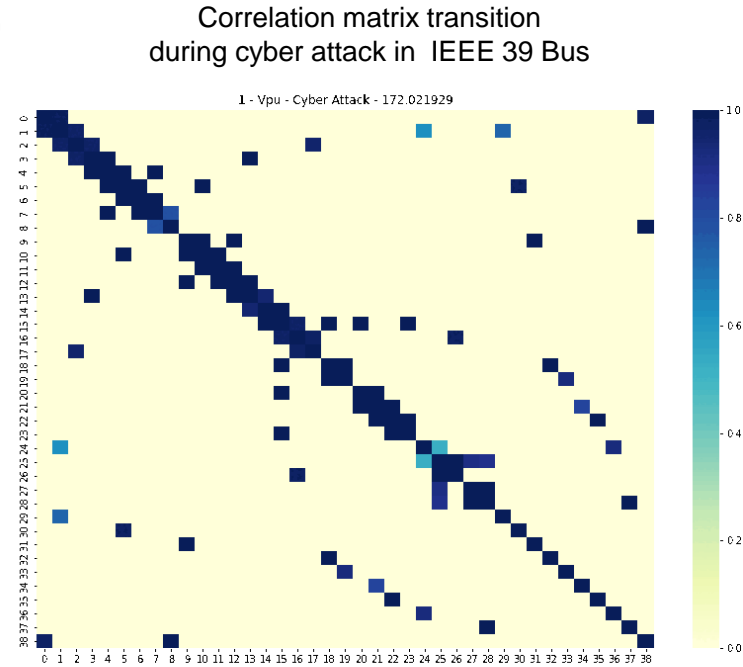 Correlation matrix transition
during cyber attack in IEEE 39 Bus
1 - Vpu - Cyber Attack - 172.021929
0 1 2 3 4 5 6 7 8 9 10 11 12 13 14 15 16 17 18 19 20 21 22 23 24 25 26 27 28 29 30 31 32 33 34 35 36 37 38
0 1 2 3 4 5 6 7 8 9 10 11 12 13 14 15 16 17 18 19 20 21 22 23 24 25 26 27 28 29 30 31 32 33 34 35 36 37 38
1.0
0.8
0.6
0.4
0.2
0.0